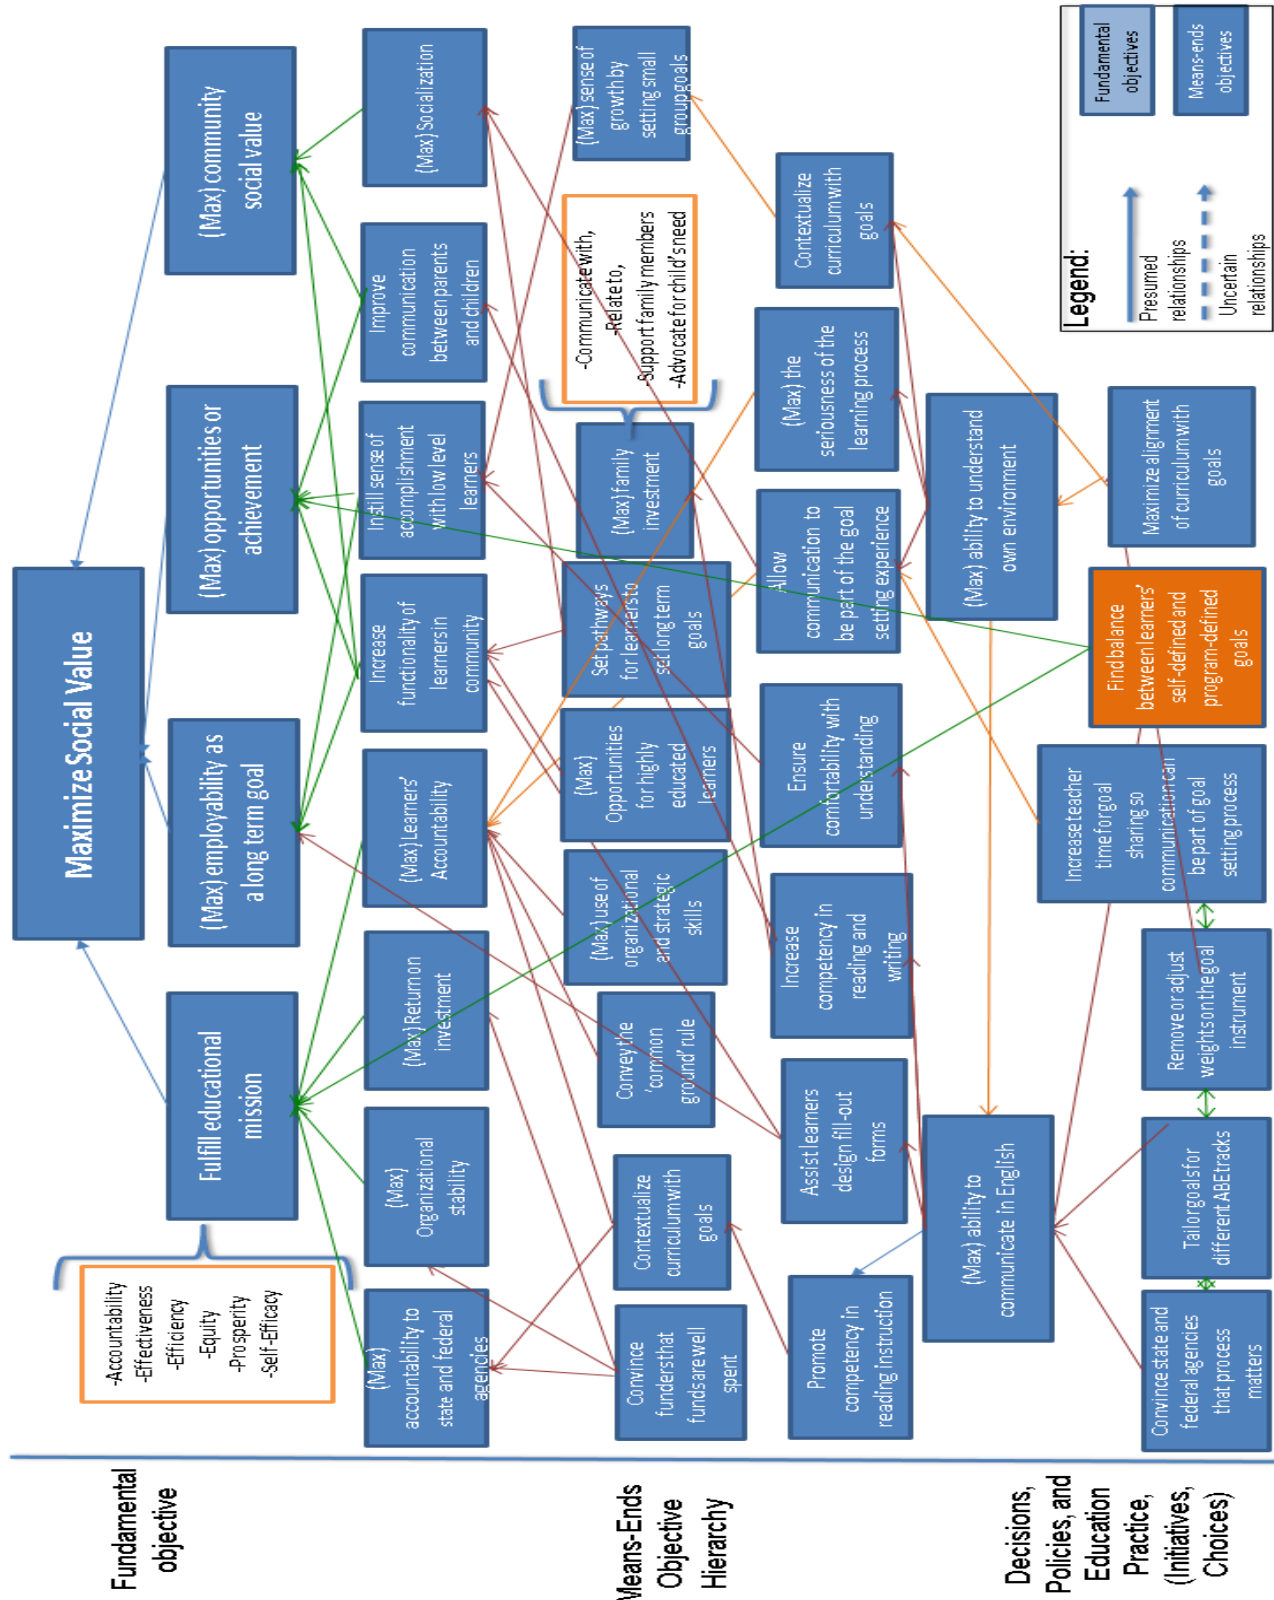 Maximize Social Value
Fundamental
objective
-Accountability
-Effectiveness
-Efficiency
-Equity
-Prosperity
-Self-Efficacy
Fulfill educational
mission
(Max) employability as
a long term goal
(Max) opportunities or
achievement
(Max) community
social value
(Max)
accountability to
state and federal
agencies
(Max)
Organizational
stability
(Max) Return on
investment
(Max) Learners'
Accountability
Increase
functionality of
learners in
community
Instill sense of
accomplishment
with low level
learners
Improve
communication
between parents
and children
(Max) Socialization
Means-Ends
Objective
Hierarchy
Convince
funders that
funds are well
spent
Contextualize
curriculum with
goals
Convey the
'common
ground' rule
(Max) use of
organizational
and strategic
skills
(Max)
Opportunities
for highly
educated
learners
Set pathways
for learners to
set long term
goals
(Max) family
investment
-Communicate with,
-Relate to,
-Support family members
-Advocate for child's need
(Max) sense of
growth by
setting small
group goals
Promote
competency in
reading instruction
Assist learners
design fill-out
forms
Increase
competency in
reading and
writing
Ensure
comfortability with
understanding
Allow
communication to
be part of the goal
setting experience
(Max) the
seriousness of the
learning process
Contextualize
curriculum with
goals
(Max) ability to
communicate in English
(Max) ability to understand
own environment
Decisions,
Policies, and
Education
Practice,
(Initiatives,
Choices)
Convince state and
federal agencies
that process
matters
Tailor goals for
different ABE tracks
Remove or adjust
weights on the goal
instrument
Increase teacher
time for goal
sharing so
communication can
be part of goal
setting process
Find balance
between learners'
self-defined and
program-defined
goals
Maximize alignment
of curriculum with
goals
Legend:
Presumed
relationships
Uncertain
relationships
Fundamental
objectives
Means-ends
objectives